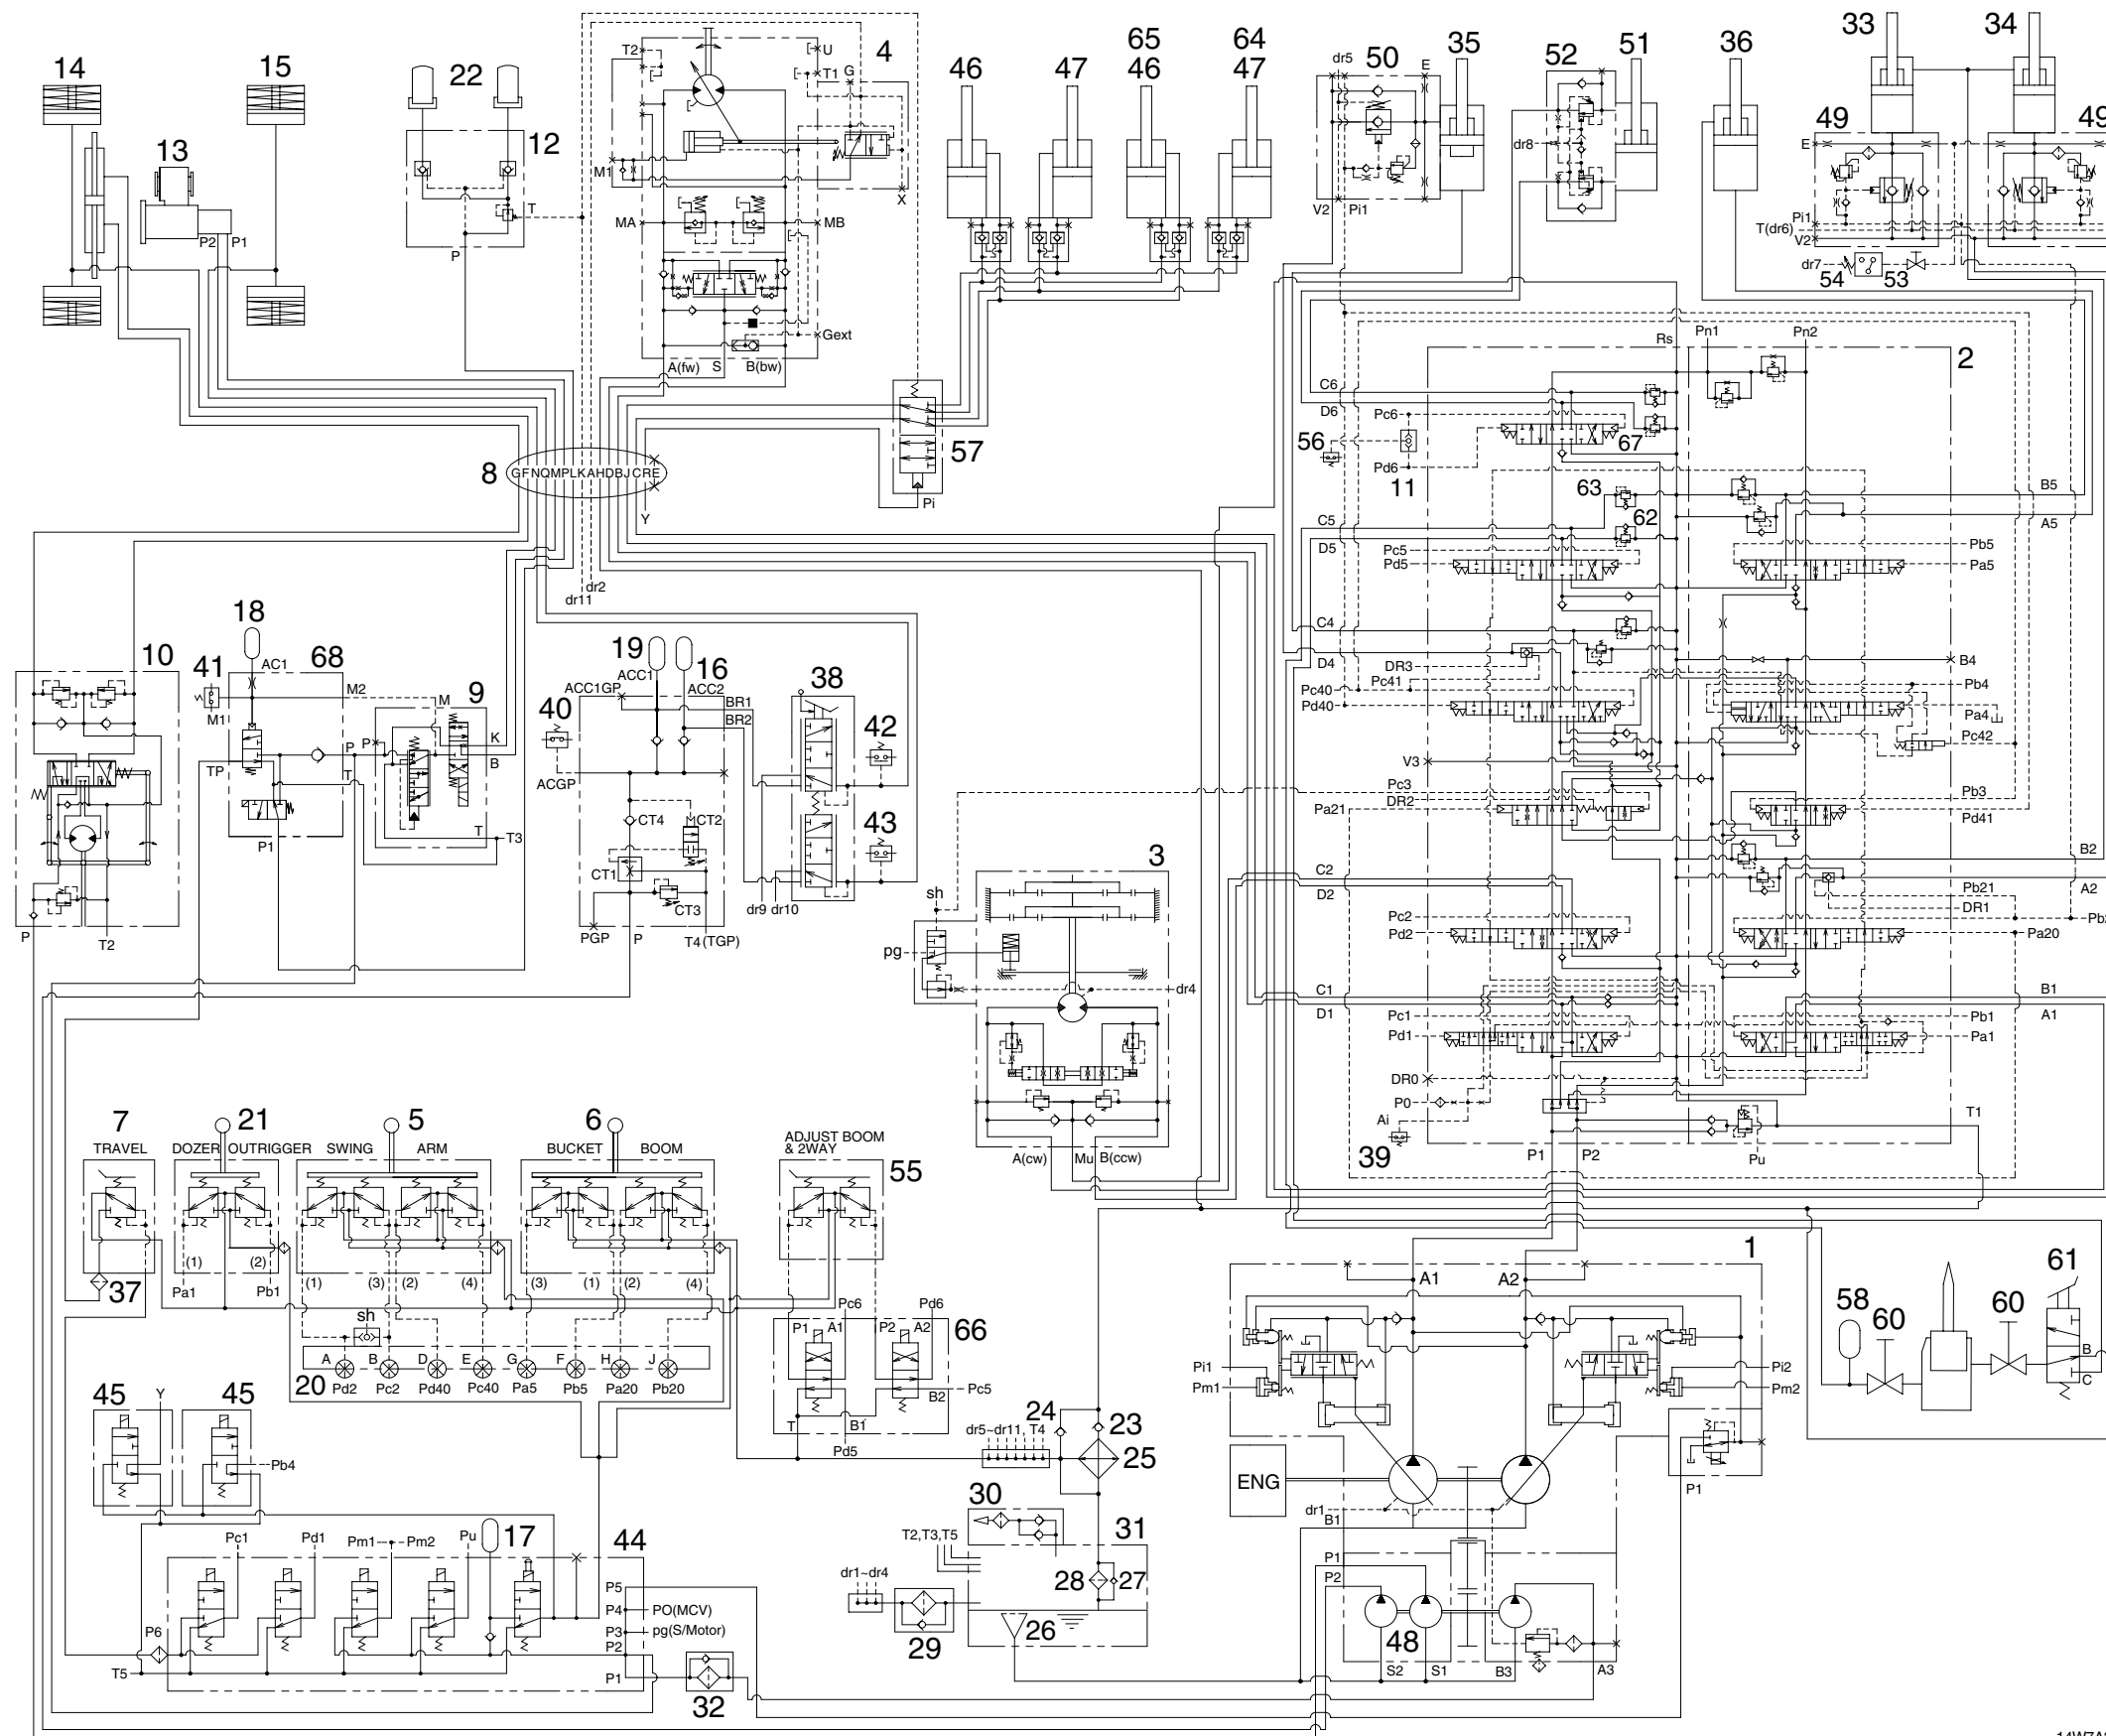 14
15
22
4
46
47
65
46
64
47
50
35
52
51
36
33
34
T2
U
T1
G
dr5
E
13
12
49
49
M1
X
V2
Pi1
dr8
E
Pi1
T(dr6)
V2
P2
P1
T
MA
MB
P
dr7
54
53
Gext
A(fw)
S
B(bw)
Rs
Pn1
Pn2
2
C6
D6
Pc6
56
Pd6
11
67
57
8
GFNQMPLKAHDBJCRE
Pi
Y
63
62
B5
A5
C5
D5
Pc5
Pd5
Pb5
Pa5
dr2
dr11
18
19
16
C4
D4
10
41
68
AC1
M2
M1
M
9
ACC1
ACC1GP
ACC2
BR1
BR2
38
40
42
43
DR3
Pc41
Pc40
Pd40
B4
Pb4
Pa4
Pc42
P
P
K
B
TP
T
ACGP
V3
Pc3
DR2
Pa21
Pb3
Pd41
CT4
CT2
CT1
CT3
P1
T
T3
3
B2
A2
C2
D2
sh
dr9
dr10
Pb21
DR1
Pc2
Pd2
Pa20
P
T2
PGP
P
T4(TGP)
pg
dr4
C1
D1
B1
A1
Pc1
Pd1
Pb1
Pa1
DR0
P0
Ai
39
T1
P1
P2
Pu
A(cw)
Mu
B(ccw)
7
21
5
6
TRAVEL
DOZER
OUTRIGGER
SWING
ARM
BUCKET
BOOM
ADJUST BOOM
& 2WAY
55
37
(1)
(2)
Pa1
Pb1
(1)
(3)
(2)
(4)
(3)
(1)
(2)
(4)
sh
A
B
D
E
G
F
H
J
20
Pd2
Pc2
Pd40
Pc40
Pa5
Pb5
Pa20
Pb20
Pc6
Pd6
P1
A1
P2
A2
66
B2
Pc5
T
B1
Pd5
1
A1
A2
Pi1
Pm1
Pi2
Pm2
61
58
60
60
B
C
45
Y
45
Pb4
24
23
dr5~dr11, T4
25
ENG
dr1
B1
P1
30
31
T2,T3,T5
Pc1
Pd1
Pm1
Pm2
Pu
17
44
dr1~dr4
28
27
29
26
P1
P2
48
S2
S1
B3
A3
P6
T5
P5
P4
PO(MCV)
P3
pg(S/Motor)
P2
P1
32